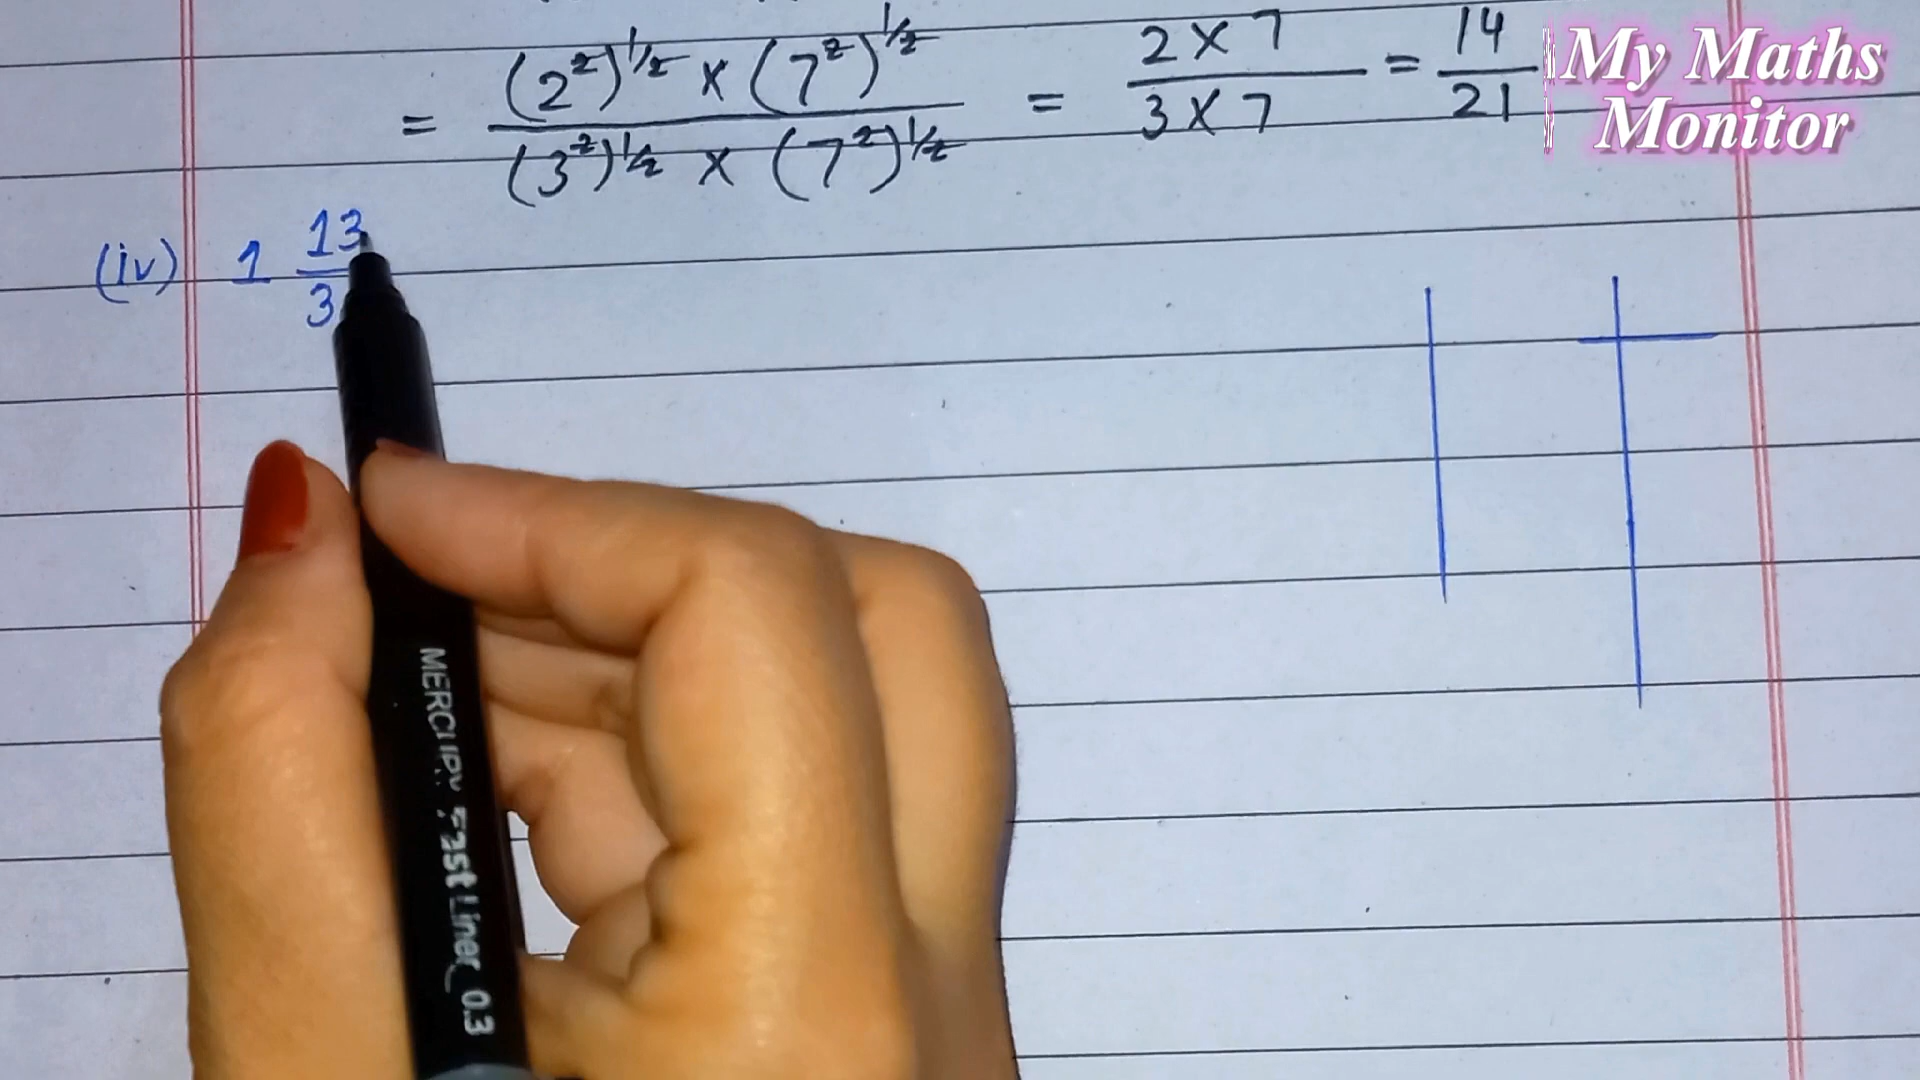 = (2²)^1/2 × (7²)^1/2 / (3²)^1/2 × (7²)^1/2 = 2 × 7 / 3 × 7 = 14 / 21
My Maths
Monitor
(iv) 1 13 / 3
MERCURY Fast Liner 0.3